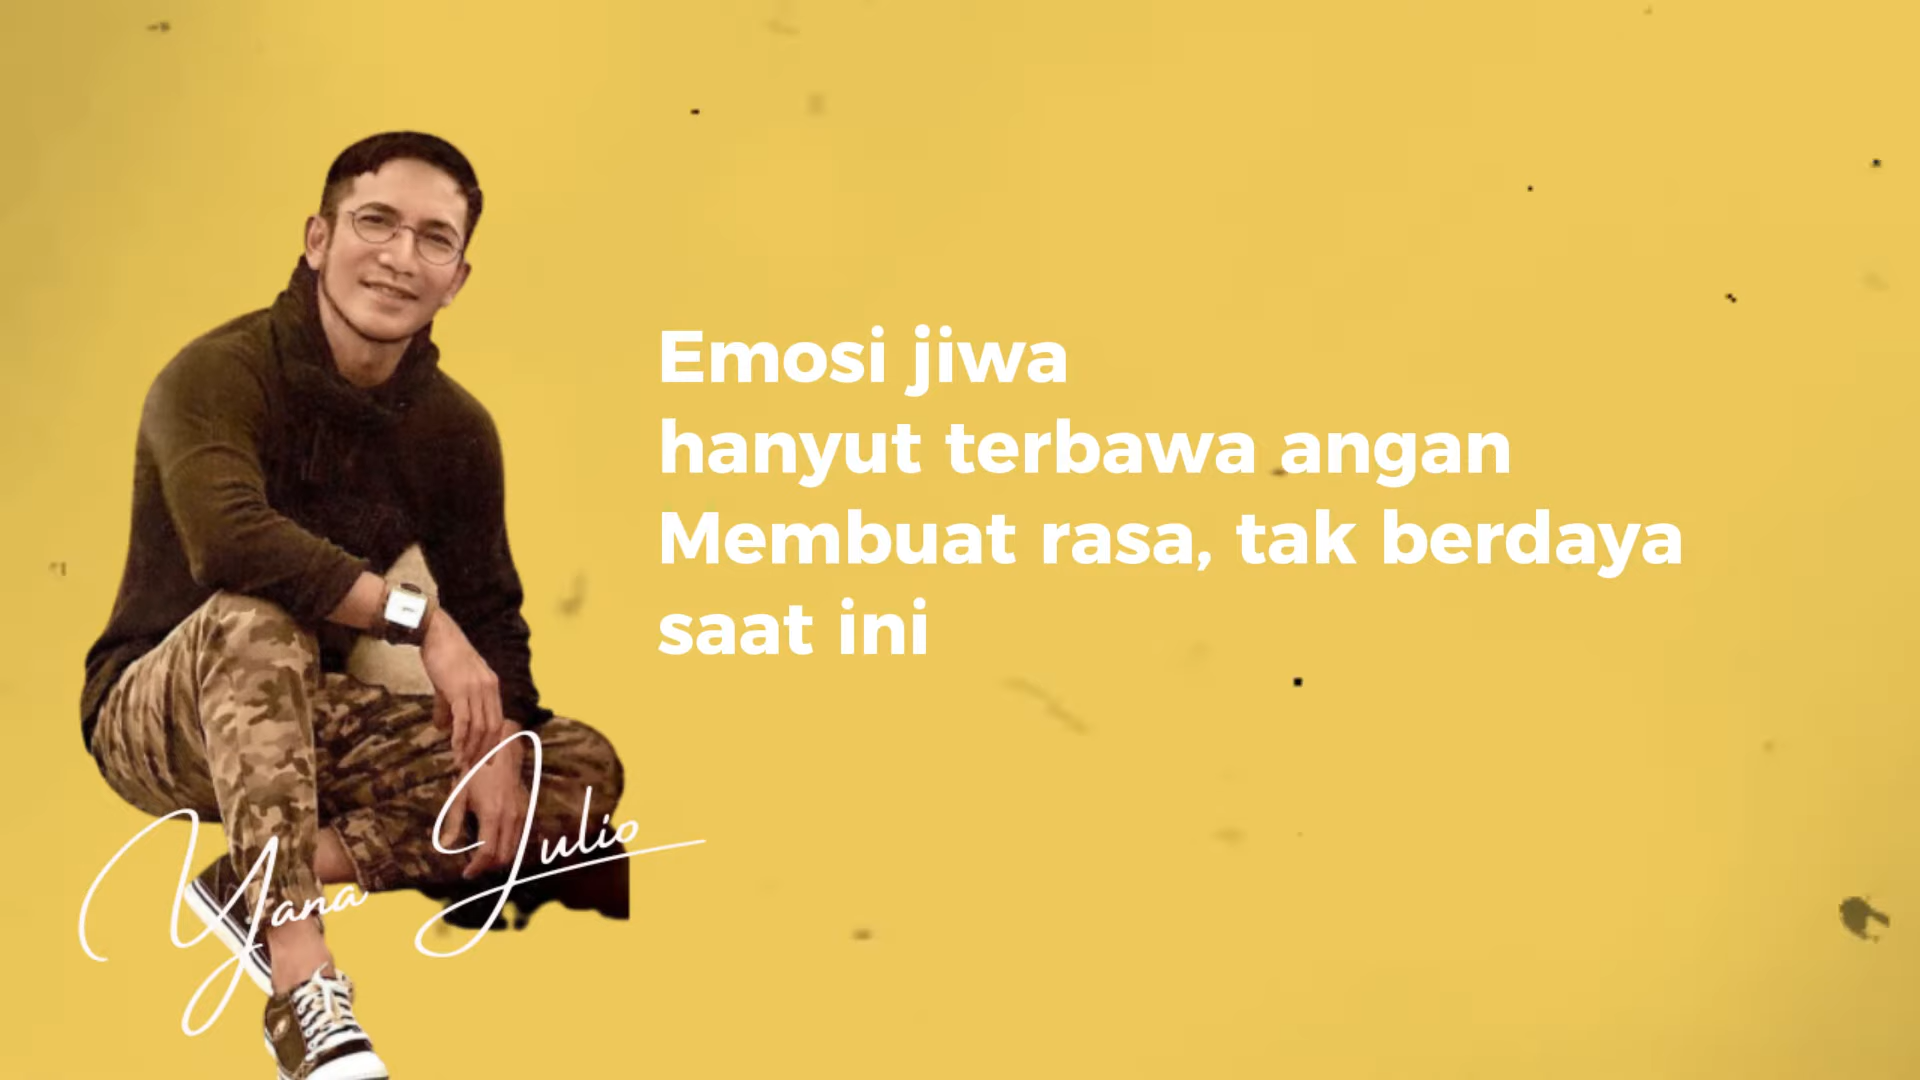 Emosi jiwa
hanyut terbawa angan
Membuat rasa, tak berdaya
saat ini
Yana Julio